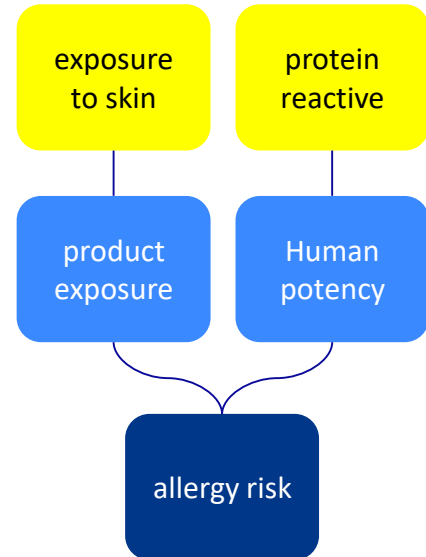 exposure
to skin
protein
reactive
product
exposure
Human
potency
allergy risk